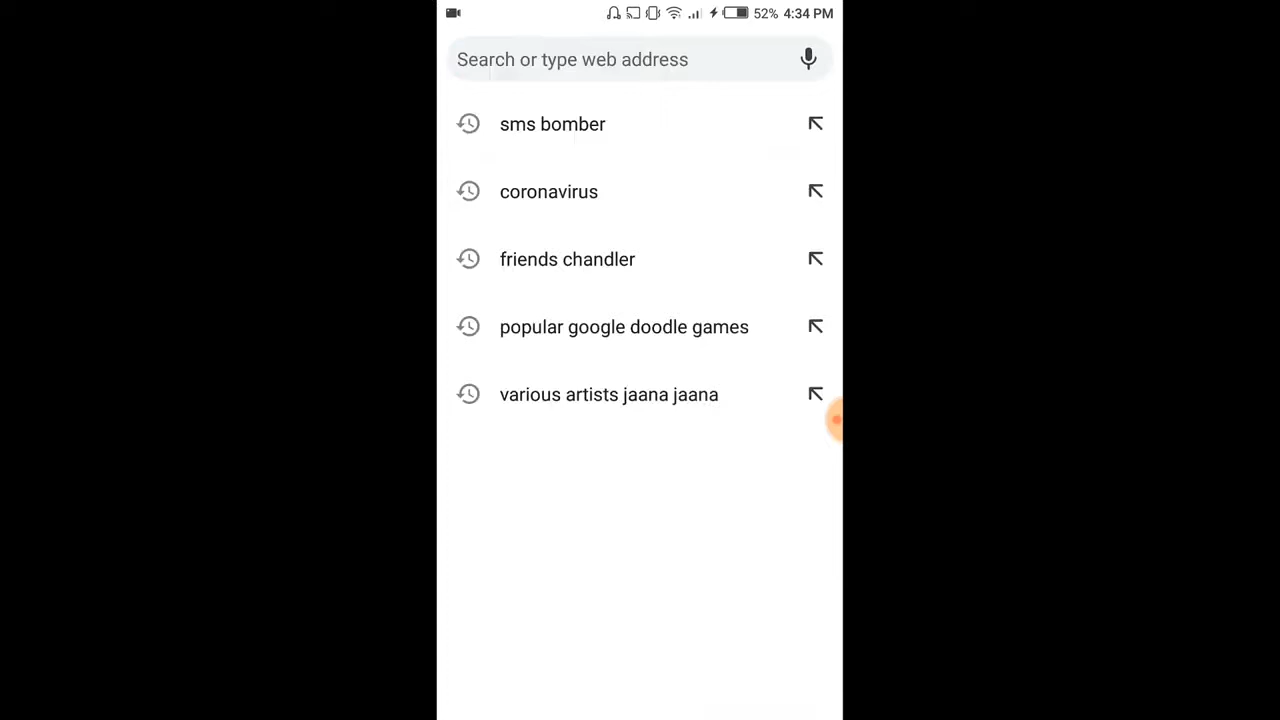 52% 4:34 PM
Search or type web address
sms bomber
coronavirus
friends chandler
popular google doodle games
various artists jaana jaana